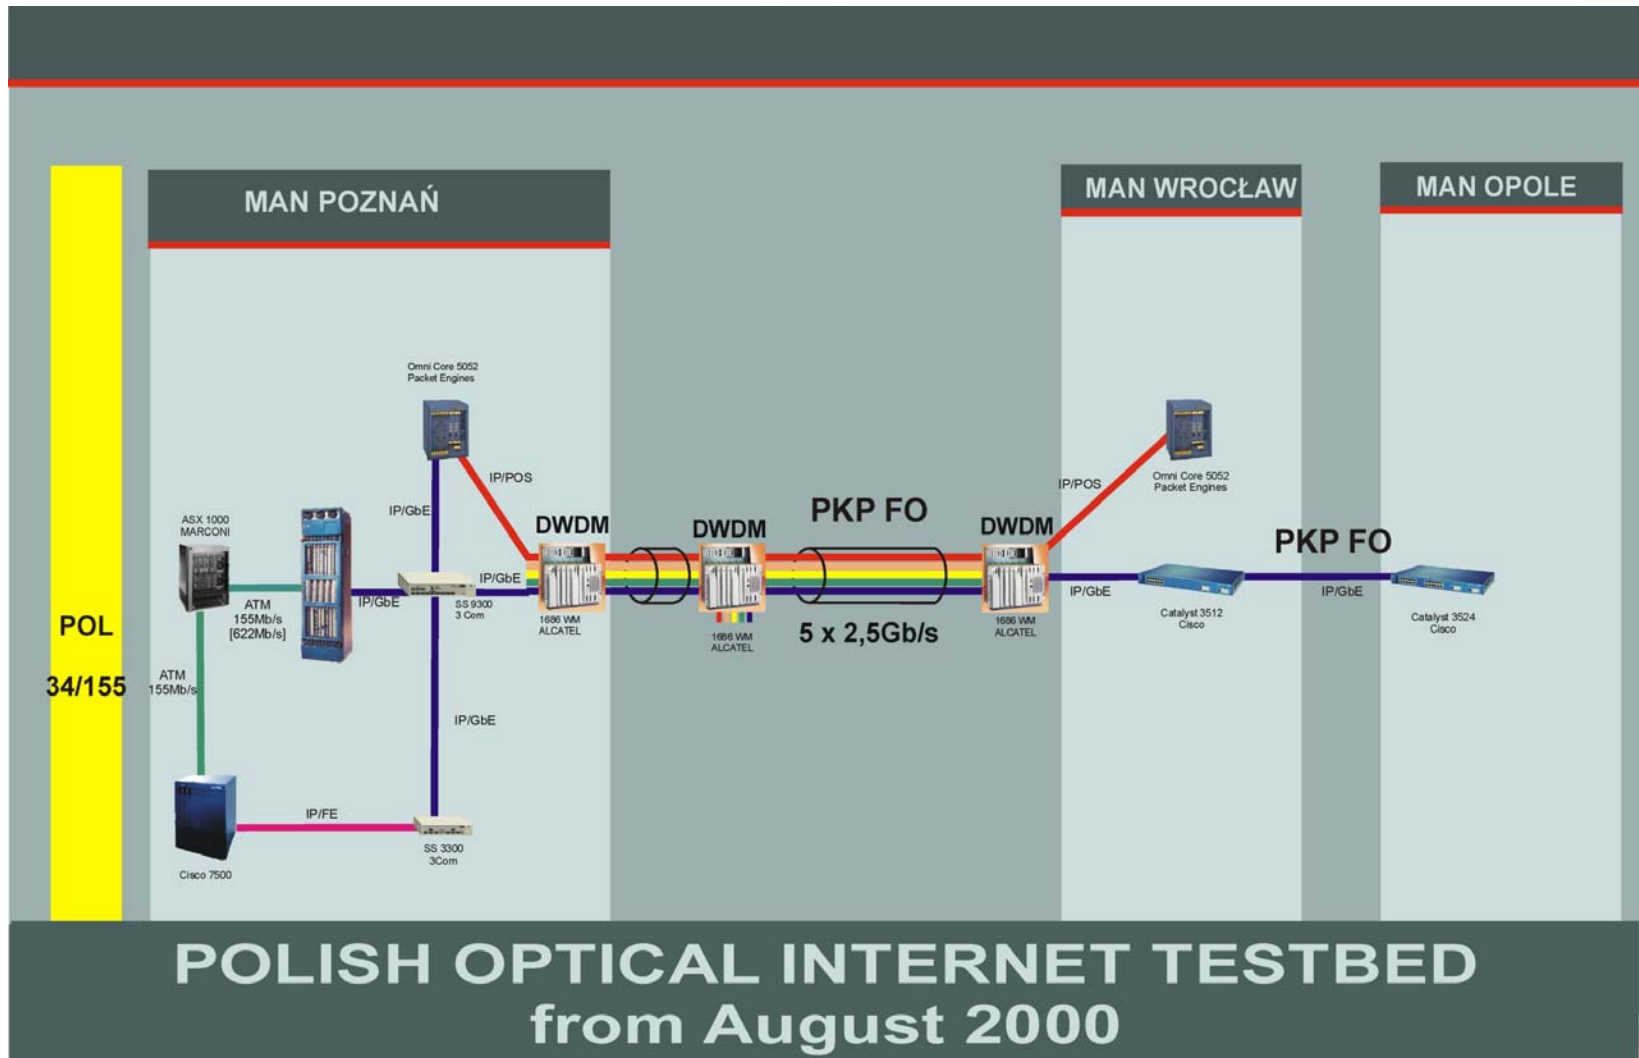 MAN POZNAŃ
MAN WROCŁAW
MAN OPOLE
POL
34/155
Omni Core 5052
Packet Engines
IP/POS
IP/GbE
ASX 1000
MARCONI
ATM
155Mb/s
[622Mb/s]
IP/GbE
IP/GbE
SS 9300
3 Com
ATM
155Mb/s
IP/GbE
IP/FE
SS 3300
3Com
Cisco 7500
DWDM
1686 WM
ALCATEL
DWDM
1686 WM
ALCATEL
PKP FO
5 x 2,5Gb/s
DWDM
1686 WM
ALCATEL
IP/POS
Omni Core 5052
Packet Engines
IP/GbE
Catalyst 3512
Cisco
PKP FO
IP/GbE
Catalyst 3524
Cisco
POLISH OPTICAL INTERNET TESTBED
from August 2000